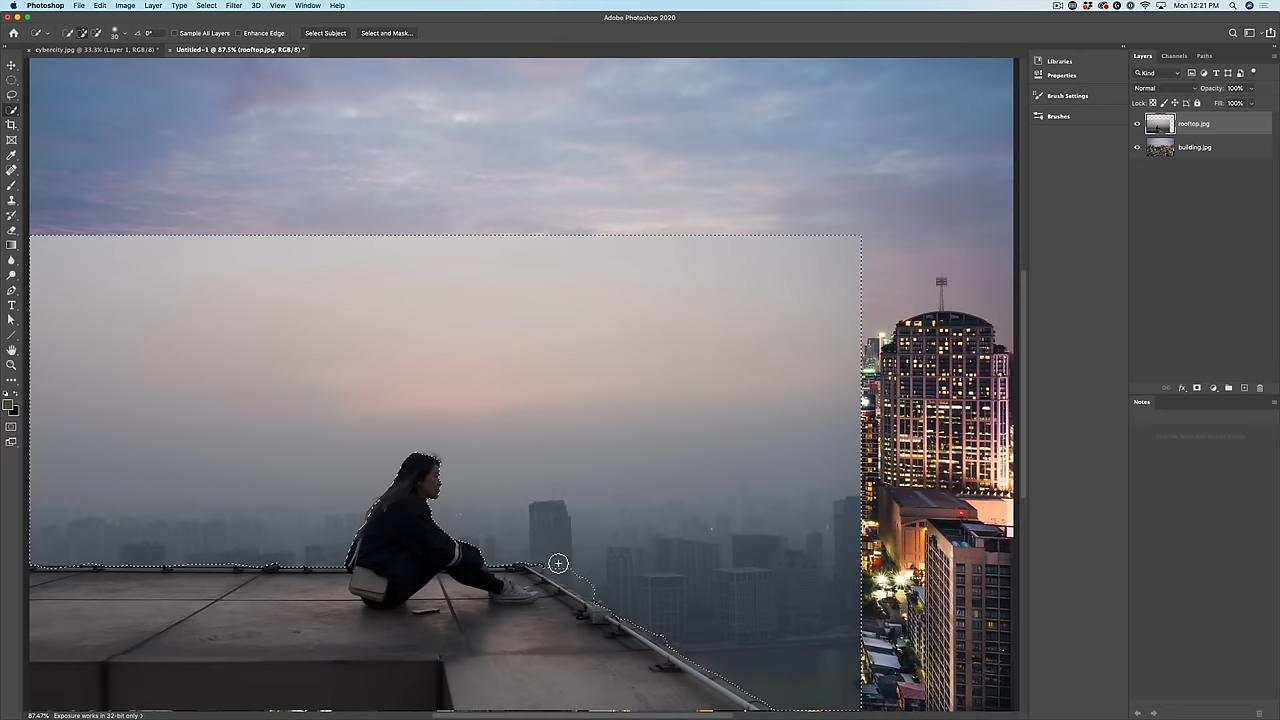 Photoshop File Edit Image Layer Type Select Filter 3D View Window Help Mon 12:21 PM
Adobe Photoshop 2020
30 0° Sample All Layers Enhance Edge Select Subject Select and Mask...
× cybercity.jpg @ 33.3% (Layer 1, RGB/8) * × Untitled-1 @ 87.5% (rooftop.jpg, RGB/8) *
Libraries
Properties
Brush Settings
Brushes
Layers Channels Paths
Kind
Normal Opacity: 100%
Lock: Fill: 100%
rooftop.jpg
building.jpg
fx
Notes
87.47% Exposure works in 32-bit only